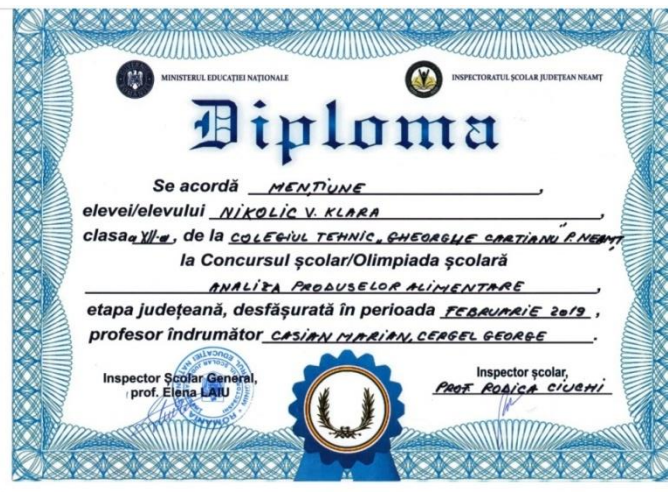 MINISTERUL EDUCAȚIEI NAȚIONALE
INSPECTORATUL ȘCOLAR JUDEȚEAN NEAMȚ
Diploma
Se acordă MENȚIUNE,
elevei/elevului NIKOLIC V. KLARA,
clasa a XII-a, de la COLEGIUL TEHNIC „GHEORGHE CARTIANU" P. NEAMȚ
la Concursul școlar/Olimpiada școlară
ANALIZA PRODUSELOR ALIMENTARE,
etapa județeană, desfășurată în perioada FEBRUARIE 2019,
profesor îndrumător CASIAN MARIAN, CERGEL GEORGE.
Inspector Școlar General,
prof. Elena LAIU
Inspector școlar,
PROF. RODICA CIUCHI